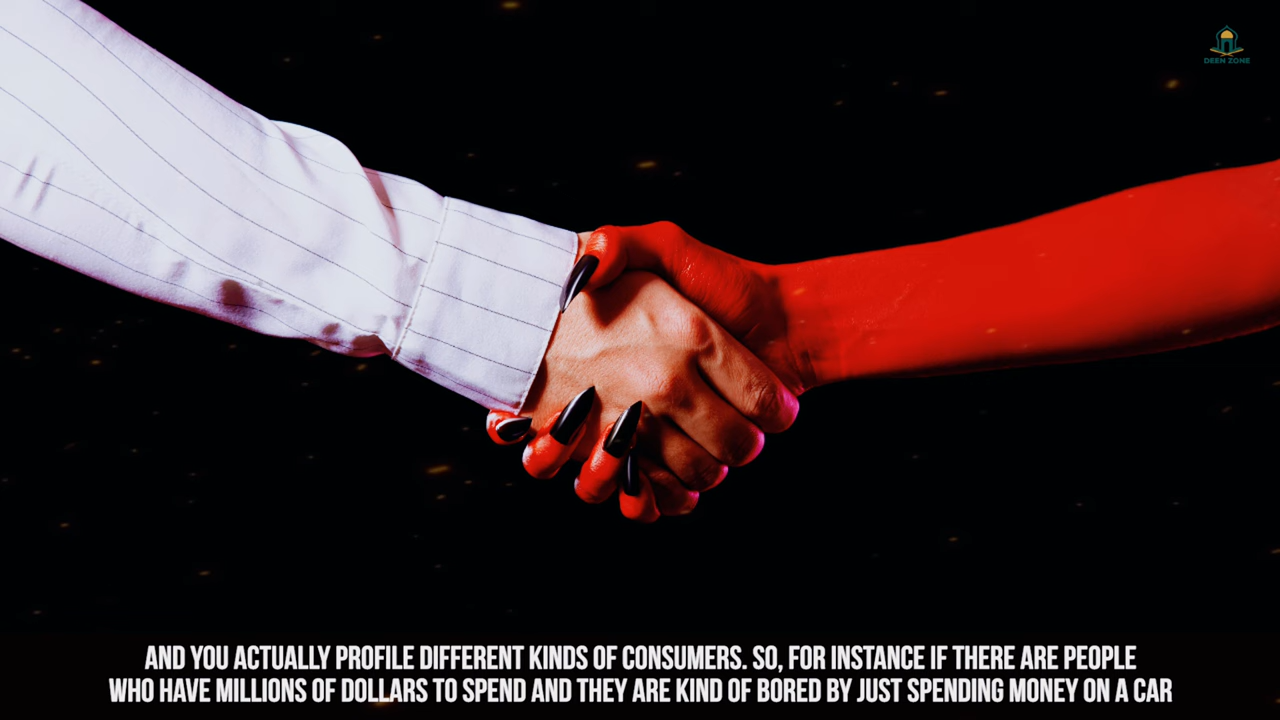 DEEN ZONE
AND YOU ACTUALLY PROFILE DIFFERENT KINDS OF CONSUMERS. SO, FOR INSTANCE IF THERE ARE PEOPLE
WHO HAVE MILLIONS OF DOLLARS TO SPEND AND THEY ARE KIND OF BORED BY JUST SPENDING MONEY ON A CAR